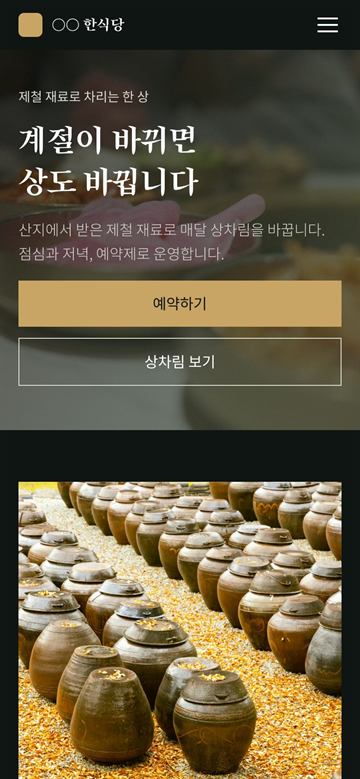 ○○ 한식당
제철 재료로 차리는 한 상
계절이 바뀌면
상도 바뀝니다
산지에서 받은 제철 재료로 매달 상차림을 바꿉니다.
점심과 저녁, 예약제로 운영합니다.
예약하기
상차림 보기